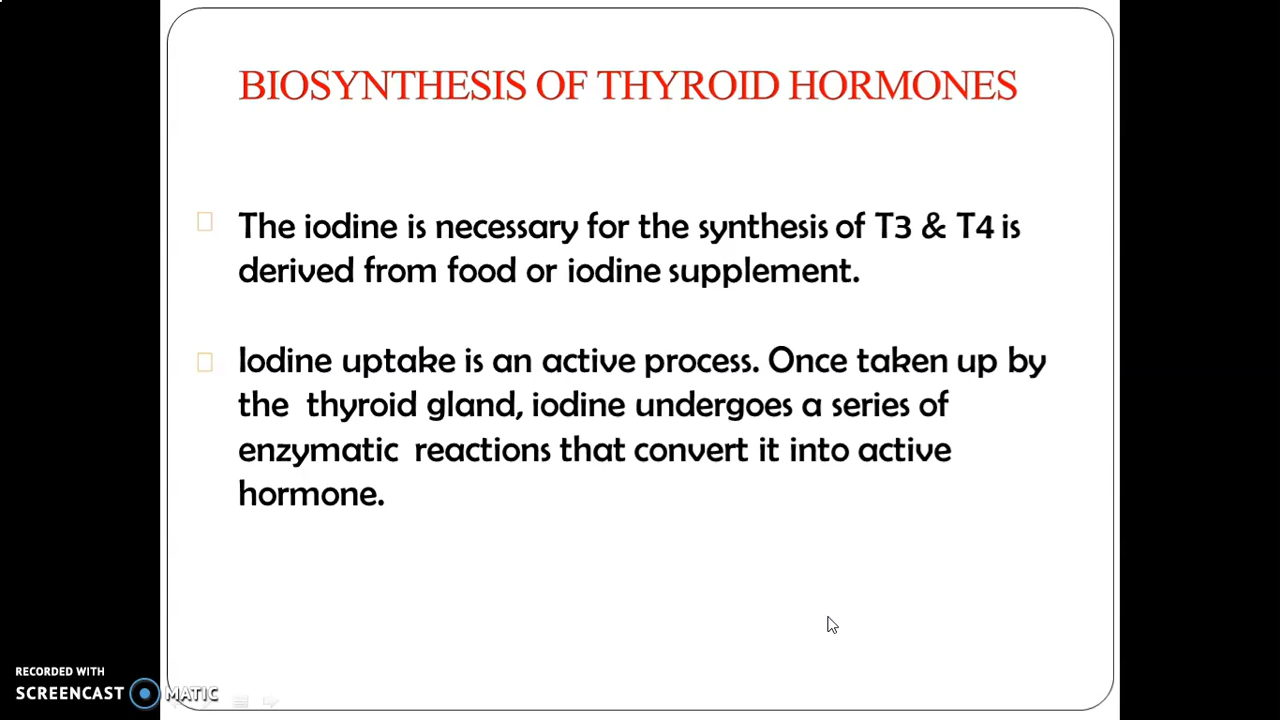 BIOSYNTHESIS OF THYROID HORMONES
The iodine is necessary for the synthesis of T3 & T4 is
derived from food or iodine supplement.
Iodine uptake is an active process. Once taken up by
the thyroid gland, iodine undergoes a series of
enzymatic reactions that convert it into active
hormone.
RECORDED WITH
SCREENCAST MATIC